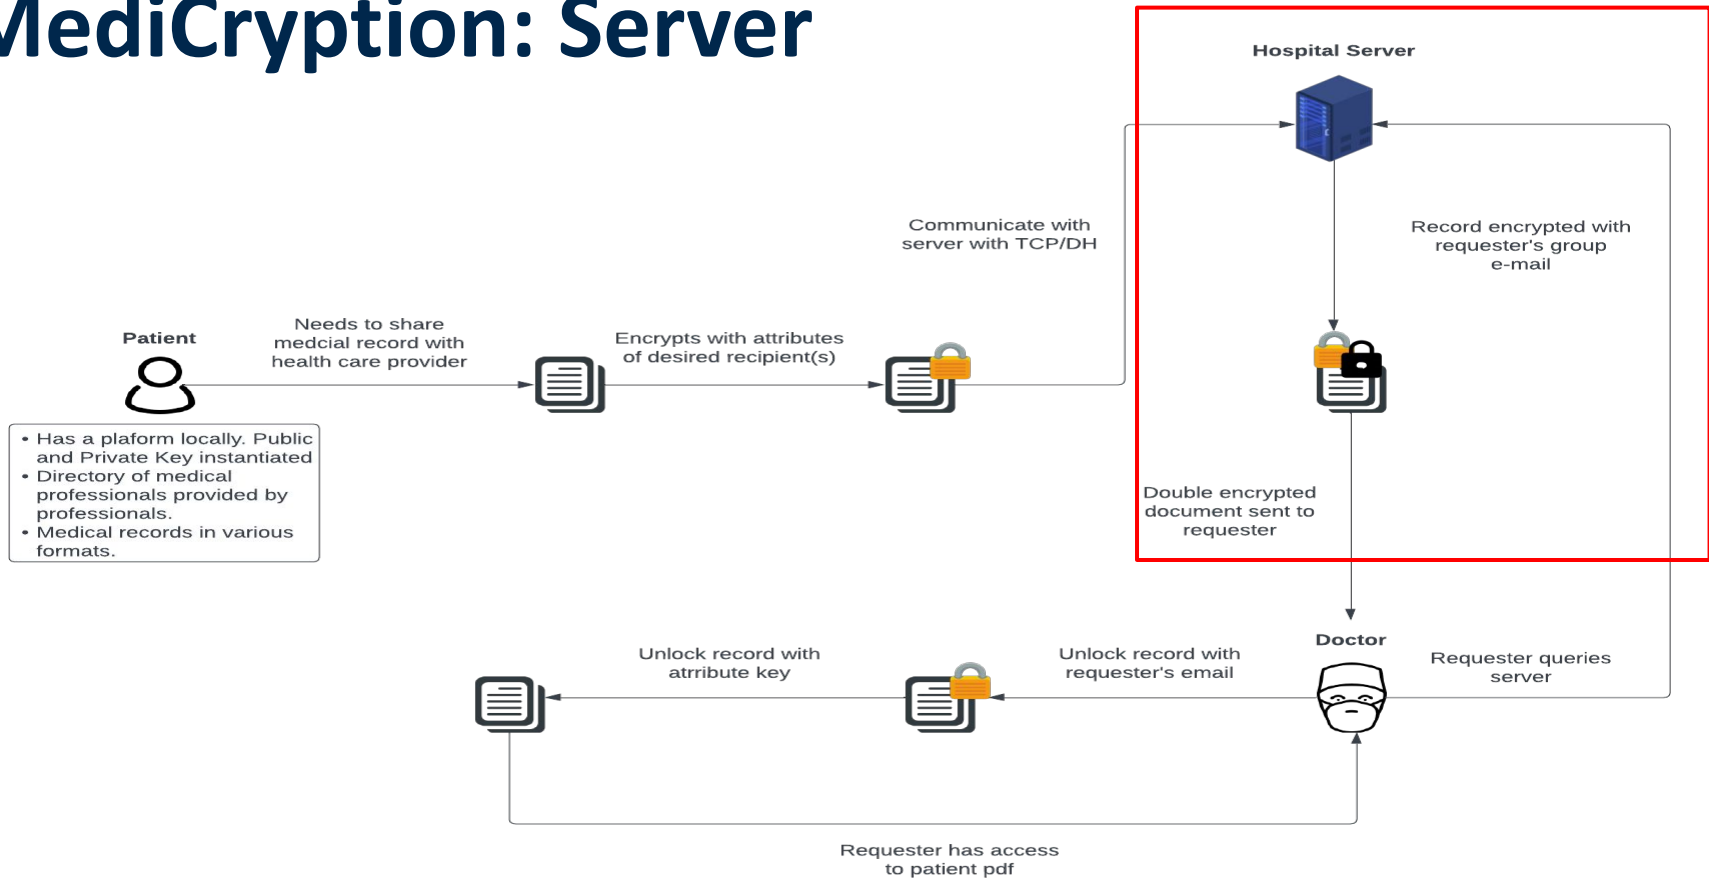 MediCryption: Server
Hospital Server
Communicate with
server with TCP/DH
Record encrypted with
requester's group
e-mail
Patient
Needs to share
medcial record with
health care provider
Encrypts with attributes
of desired recipient(s)
• Has a plaform locally. Public
and Private Key instantiated
• Directory of medical
professionals provided by
professionals.
• Medical records in various
formats.
Double encrypted
document sent to
requester
Doctor
Unlock record with
atrribute key
Unlock record with
requester's email
Requester queries
server
Requester has access
to patient pdf